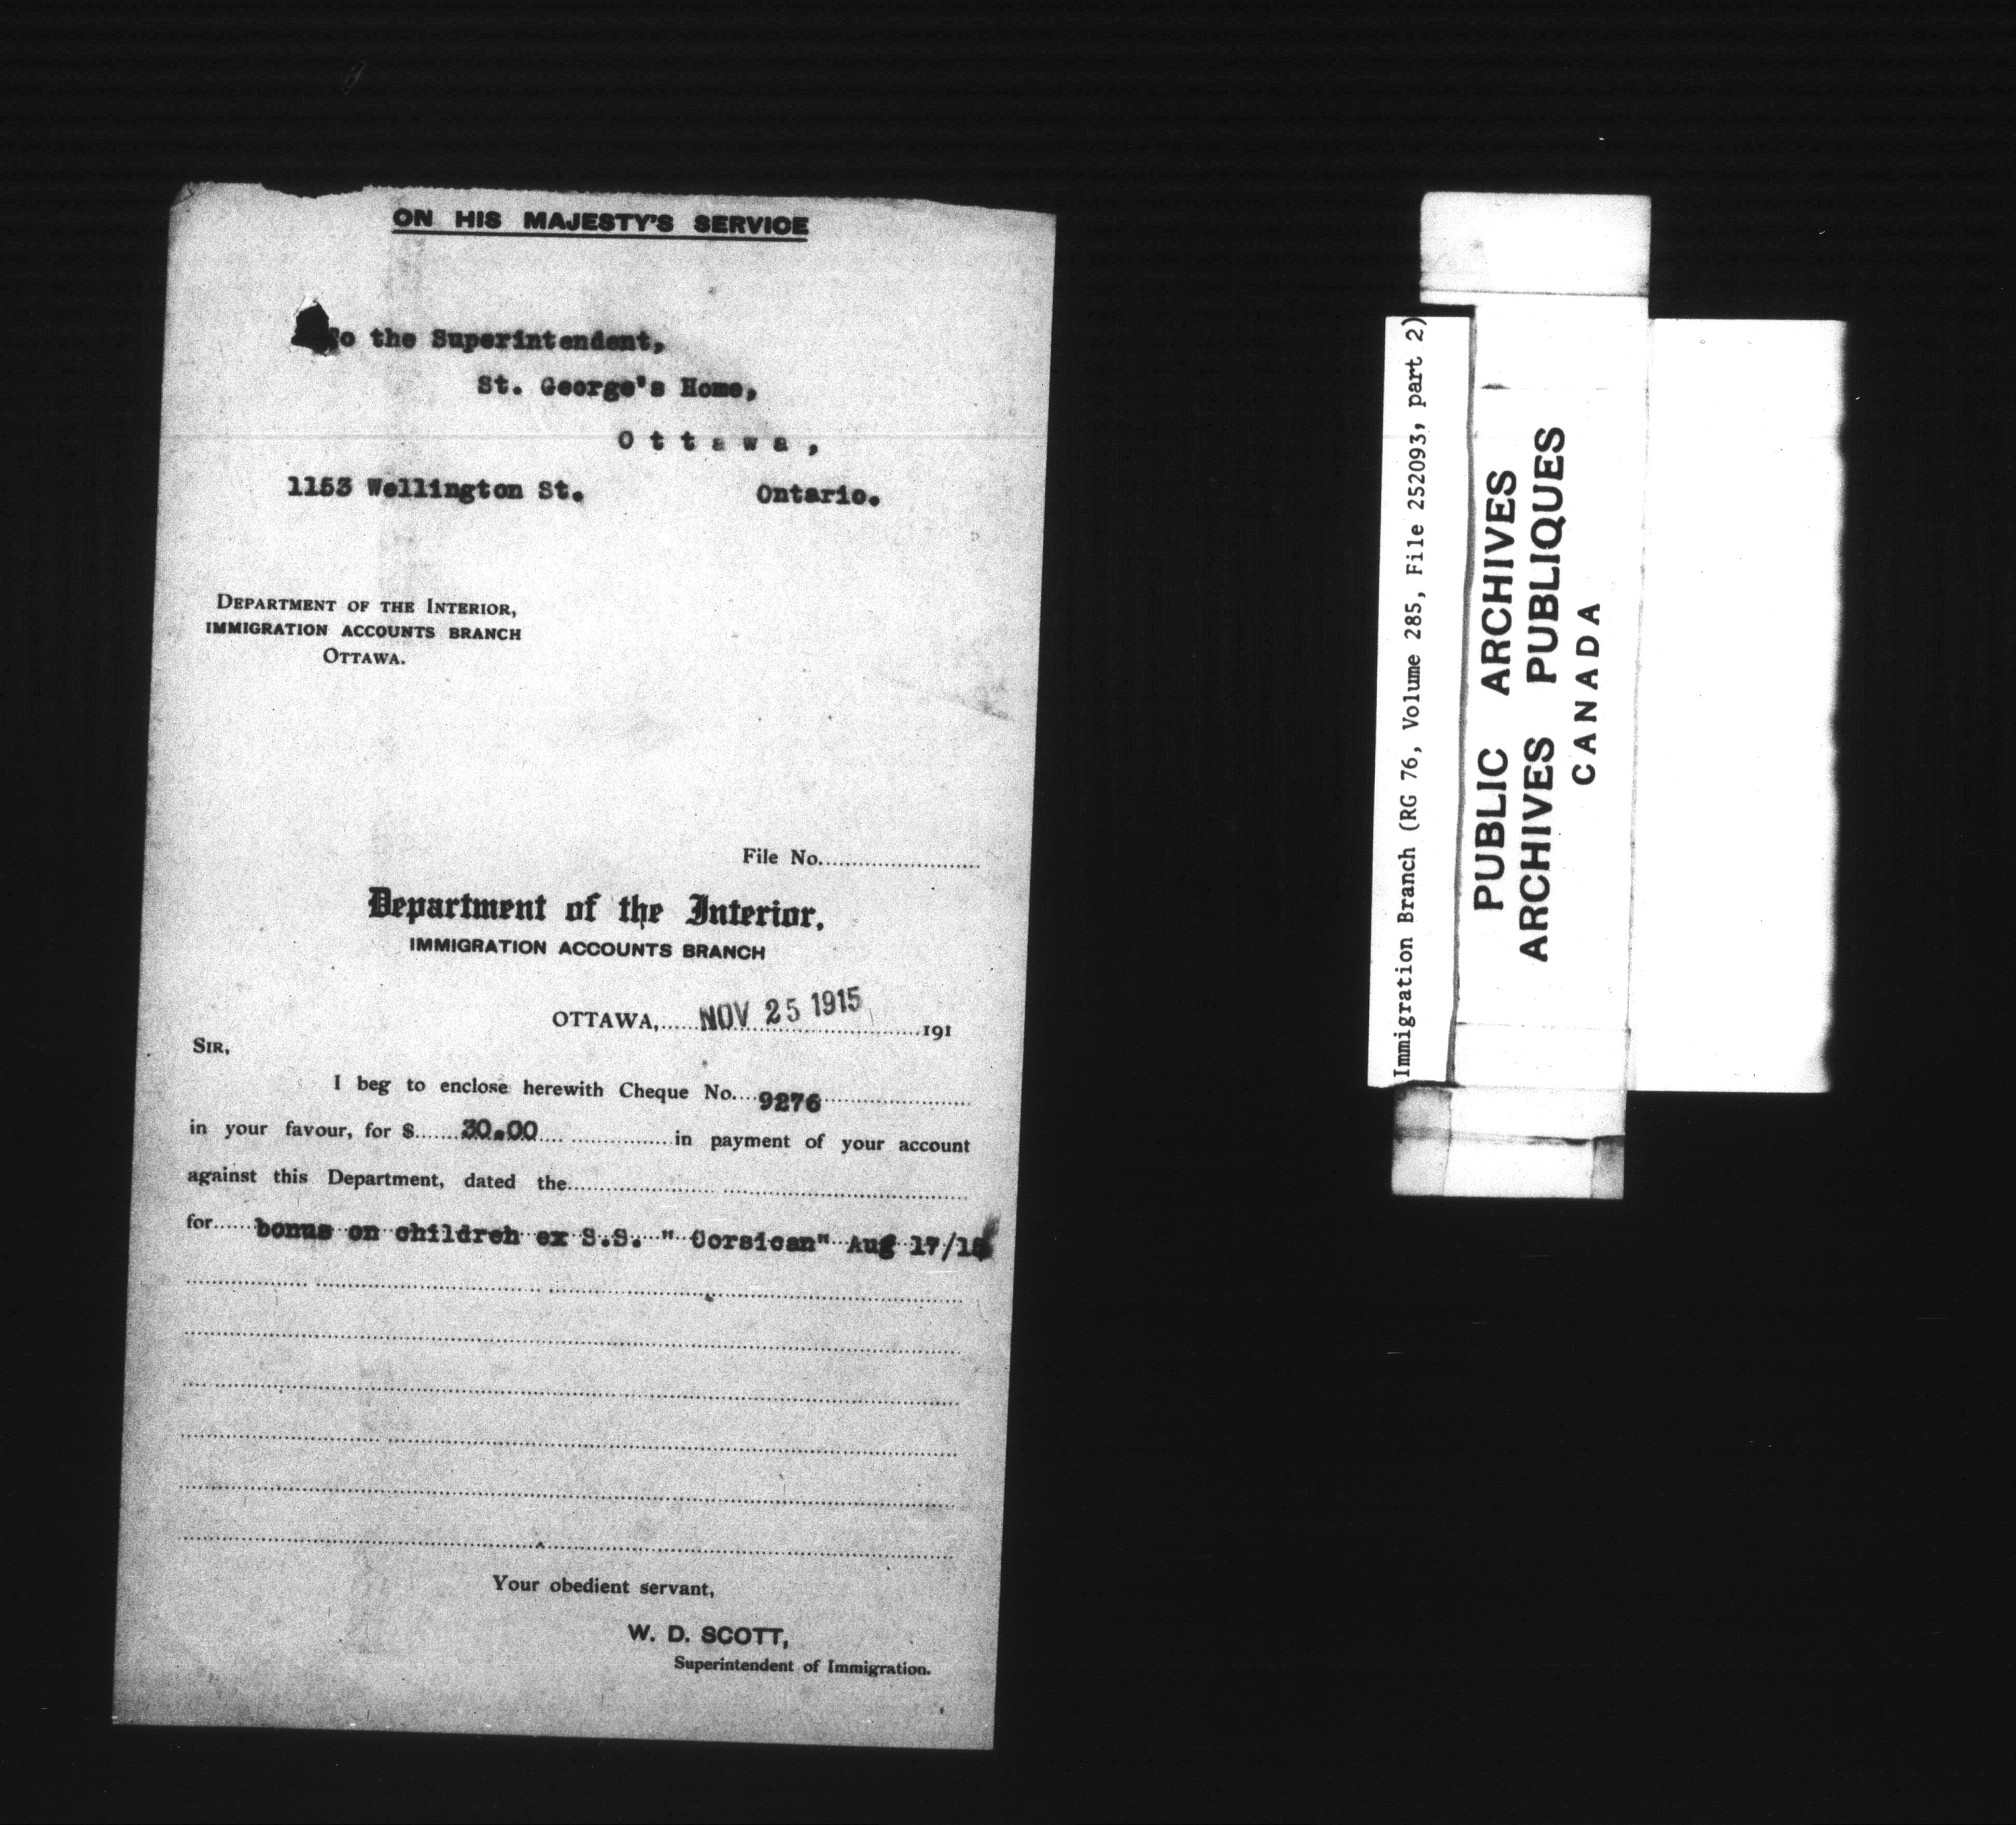 ON HIS MAJESTY'S SERVICE
To the Superintendent,
St. George's Home,
Ottawa,
1153 Wellington St. Ontario.
DEPARTMENT OF THE INTERIOR,
IMMIGRATION ACCOUNTS BRANCH
OTTAWA.
File No.
Department of the Interior,
IMMIGRATION ACCOUNTS BRANCH
OTTAWA, NOV 25 1915 191
SIR,
I beg to enclose herewith Cheque No. 9276
in your favour, for $ 30.00 in payment of your account
against this Department, dated the
for bonus on children ex S.S. " Corsican" Aug 17/15
Your obedient servant,
W. D. SCOTT,
Superintendent of Immigration.
Immigration Branch (RG 76, Volume 285, File 252093, part 2)
PUBLIC ARCHIVES
ARCHIVES PUBLIQUES
CANADA